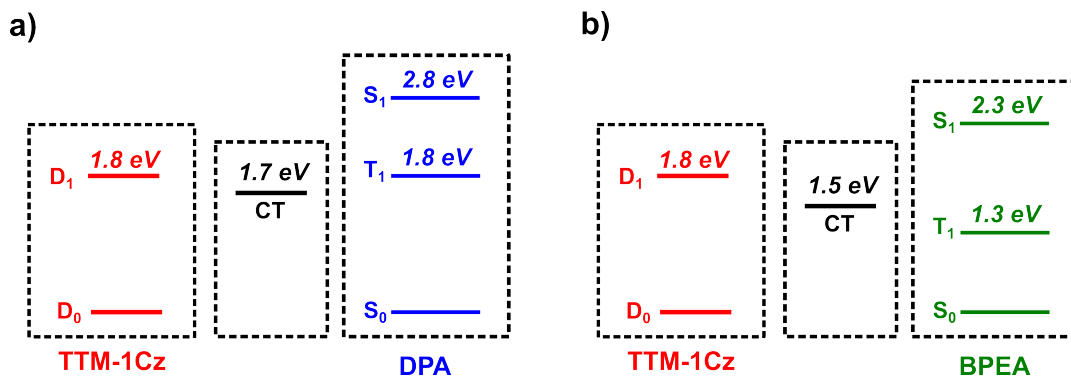 a)
D₁ 1.8 eV
D₀
TTM-1Cz
1.7 eV
CT
S₁ 2.8 eV
T₁ 1.8 eV
S₀
DPA
b)
D₁ 1.8 eV
D₀
TTM-1Cz
1.5 eV
CT
S₁ 2.3 eV
T₁ 1.3 eV
S₀
BPEA